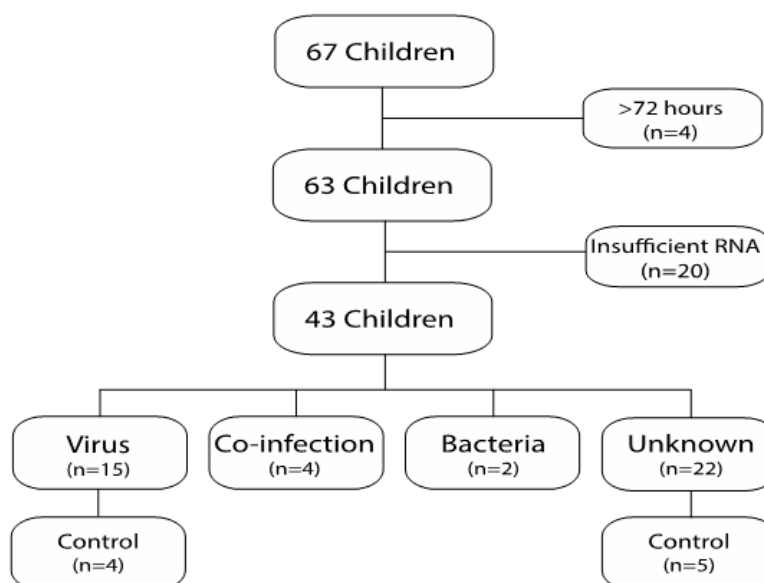 67 Children
>72 hours
(n=4)
63 Children
Insufficient RNA
(n=20)
43 Children
Virus
(n=15)
Co-infection
(n=4)
Bacteria
(n=2)
Unknown
(n=22)
Control
(n=4)
Control
(n=5)